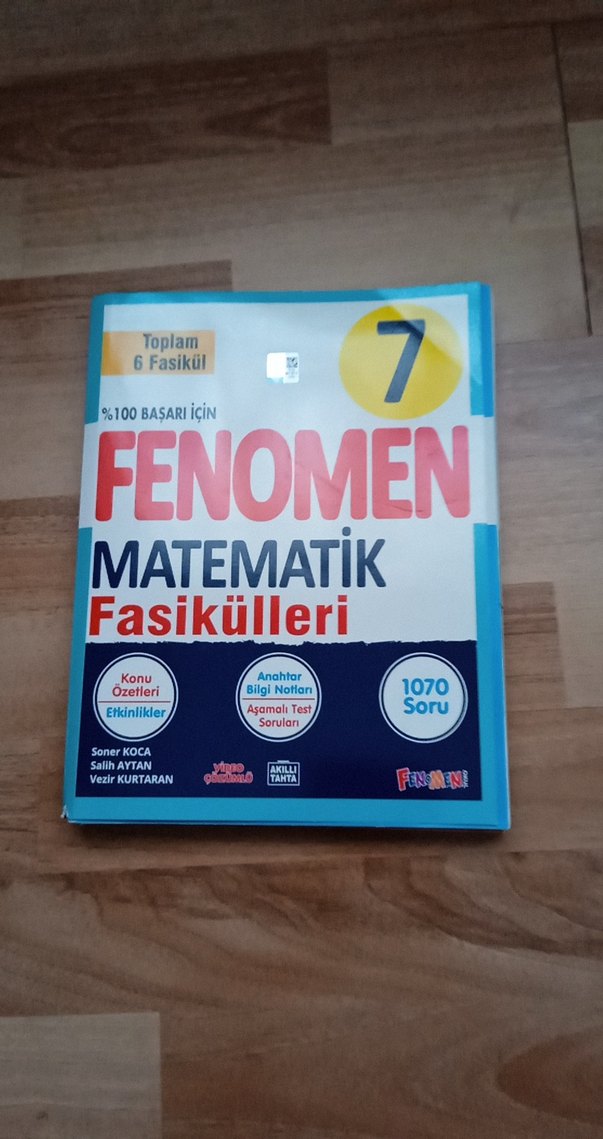 Toplam
6 Fasikül
7
%100 BAŞARI İÇİN
FENOMEN
MATEMATİK
Fasikülleri
Konu
Özetleri
Etkinlikler
Anahtar
Bilgi Notları
Aşamalı Test
Soruları
1070
Soru
Soner KOCA
Salih AYTAN
Vezir KURTARAN
VİDEO
ÇÖZÜMLÜ
AKILLI
TAHTA
FENOMEN